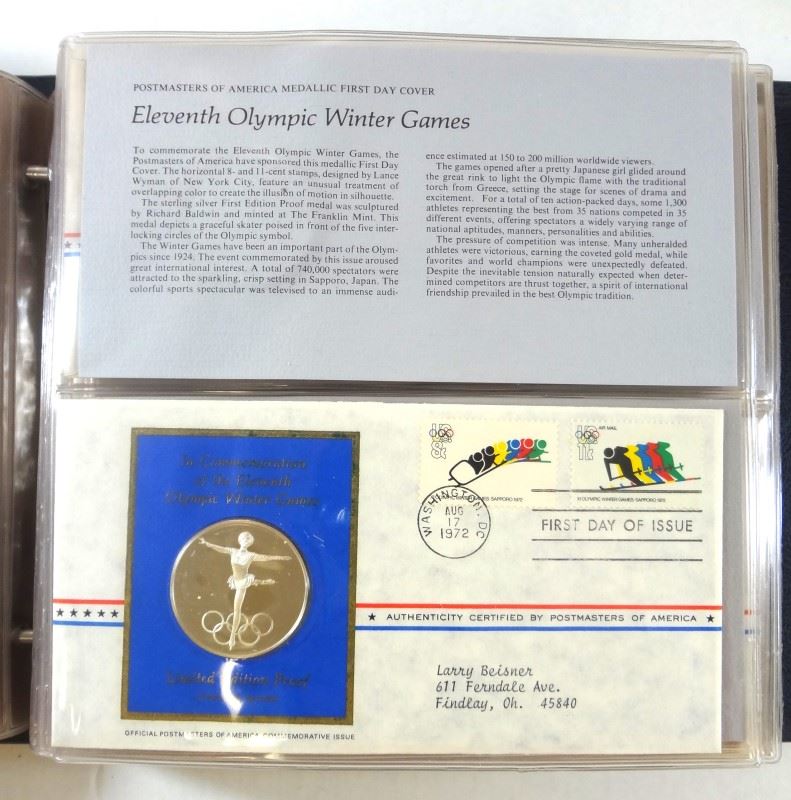 POSTMASTERS OF AMERICA MEDALLIC FIRST DAY COVER
Eleventh Olympic Winter Games
To commemorate the Eleventh Olympic Winter Games, the
Postmasters of America have sponsored this medallic First Day
Cover. The horizontal 8- and 11-cent stamps, designed by Lance
Wyman of New York City, feature an unusual treatment of
overlapping color to create the illusion of motion in silhouette.
The sterling silver First Edition Proof medal was sculptured
by Richard Baldwin and minted at The Franklin Mint. This
medal depicts a graceful skater poised in front of the five inter-
locking circles of the Olympic symbol.
The Winter Games have been an important part of the Olym-
pics since 1924. The event commemorated by this issue aroused
great international interest. A total of 740,000 spectators were
attracted to the sparkling, crisp setting in Sapporo, Japan. The
colorful sports spectacular was televised to an immense audi-
ence estimated at 150 to 200 million worldwide viewers.
The games opened after a pretty Japanese girl glided around
the great rink to light the Olympic flame with the traditional
torch from Greece, setting the stage for scenes of drama and
excitement. For a total of ten action-packed days, some 1,300
athletes representing the best from 35 nations competed in 35
different events, offering spectators a widely varying range of
national aptitudes, manners, personalities and abilities.
The pressure of competition was intense. Many unheralded
athletes were victorious, earning the coveted gold medal, while
favorites and world champions were unexpectedly defeated.
Despite the inevitable tension naturally expected when deter-
mined competitors are thrust together, a spirit of international
friendship prevailed in the best Olympic tradition.
In Commemoration
of the Eleventh
Olympic Winter Games
Limited Edition Proof
OFFICIAL POSTMASTERS OF AMERICA COMMEMORATIVE ISSUE
US
8¢
OLYMPIC WINTER GAMES SAPPORO 1972
US AIR MAIL
11¢
XI OLYMPIC WINTER GAMES SAPPORO 1972
WASHINGTON, DC
AUG
17
1972
FIRST DAY OF ISSUE
★ AUTHENTICITY CERTIFIED BY POSTMASTERS OF AMERICA ★
Larry Beisner
611 Ferndale Ave.
Findlay, Oh. 45840